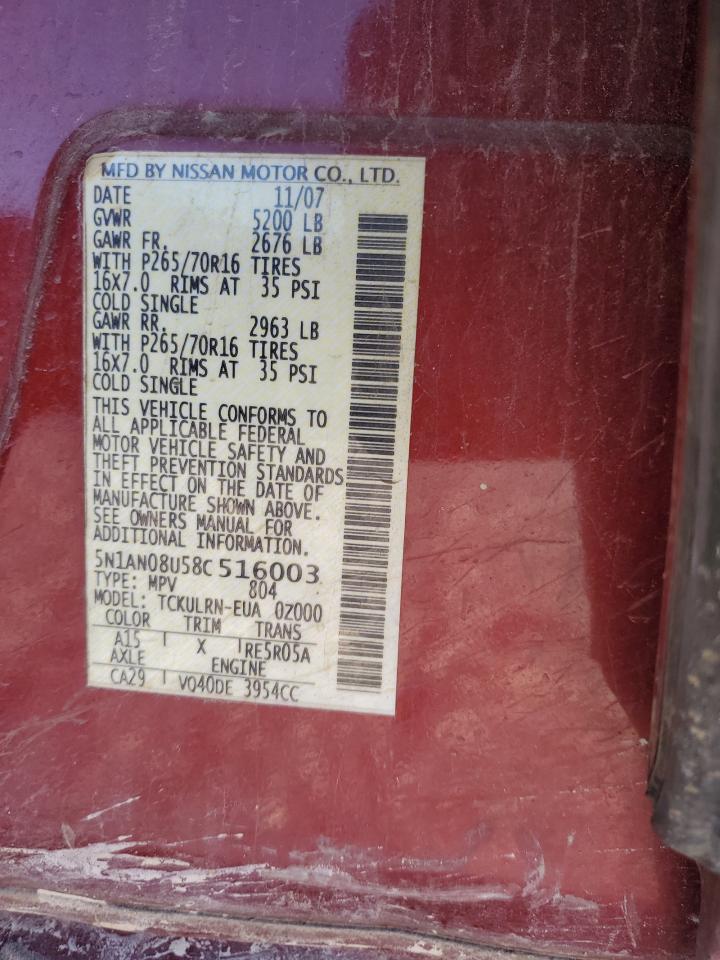 MFD BY NISSAN MOTOR CO., LTD.
DATE 11/07
GVWR 5200 LB
GAWR FR. 2676 LB
WITH P265/70R16 TIRES
16X7.0 RIMS AT 35 PSI
COLD SINGLE
GAWR RR. 2963 LB
WITH P265/70R16 TIRES
16X7.0 RIMS AT 35 PSI
COLD SINGLE
THIS VEHICLE CONFORMS TO
ALL APPLICABLE FEDERAL
MOTOR VEHICLE SAFETY AND
THEFT PREVENTION STANDARDS
IN EFFECT ON THE DATE OF
MANUFACTURE SHOWN ABOVE.
SEE OWNERS MANUAL FOR
ADDITIONAL INFORMATION.
5N1AN08U58C516003
TYPE: MPV 804
MODEL: TCKULRN-EUA 0Z000
COLOR TRIM TRANS
A15 X RE5R05A
AXLE ENGINE
CA29 VQ40DE 3954CC